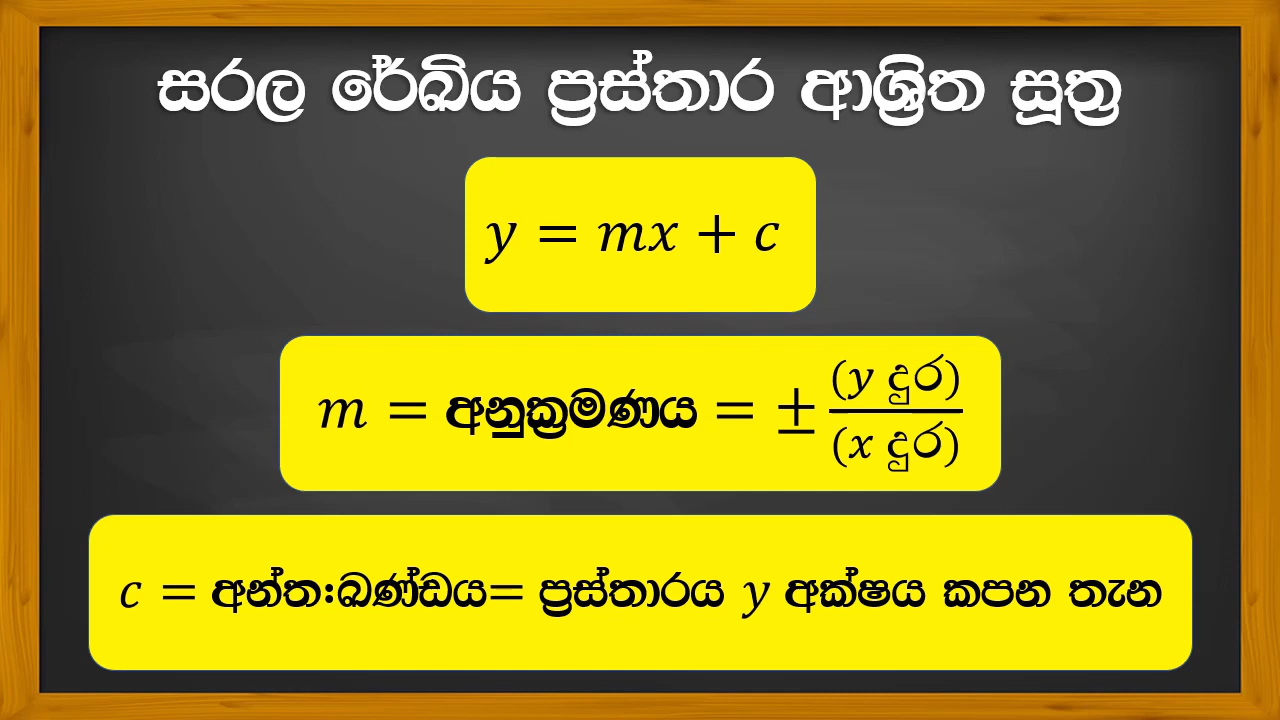 සරල රේඛීය ප්‍රස්තාර ආශ්‍රිත සූත්‍ර
y = mx + c
m = අනුක්‍රමණය = ± (y දුර) / (x දුර)
c = අන්ත:ඛණ්ඩය= ප්‍රස්තාරය y අක්ෂය කපන තැන